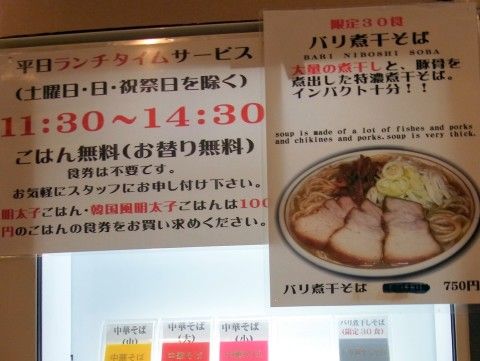 平日ランチタイムサービス
(土曜日・日・祝祭日を除く)
11:30～14:30
ごはん無料(お替り無料)
食券は不要です。
お気軽にスタッフにお申し付け下さい。
明太子ごはん・韓国風明太子ごはんは100
円のごはんの食券をお買い求めください。
限定30食
バリ煮干そば
BARI NIBOSHI SOBA
大量の煮干しと、豚骨を
煮出した特濃煮干そば。
インパクト十分！！
soup is made of a lot of fishes and porks
and chikines and porks.soup is very thick.
バリ煮干そば 750円
中華そば
(中)
中華そば
(大)
中華そば
(小)
バリ煮干しそば
(限定30食)